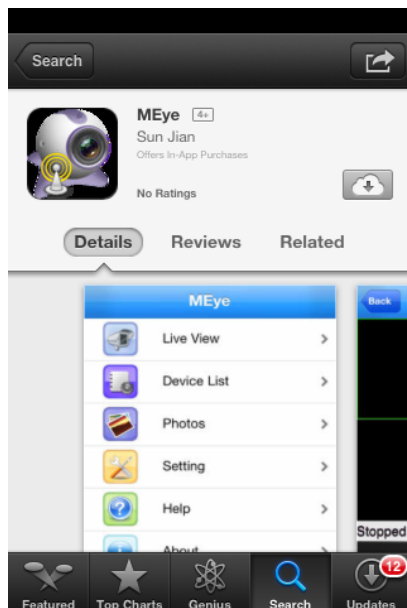 Search
MEye 4+
Sun Jian
Offers In-App Purchases
No Ratings
Details Reviews Related
MEye
Back
Live View
Device List
Photos
Setting
Help
About
Stopped
12
Featured Top Charts Genius Search Updates